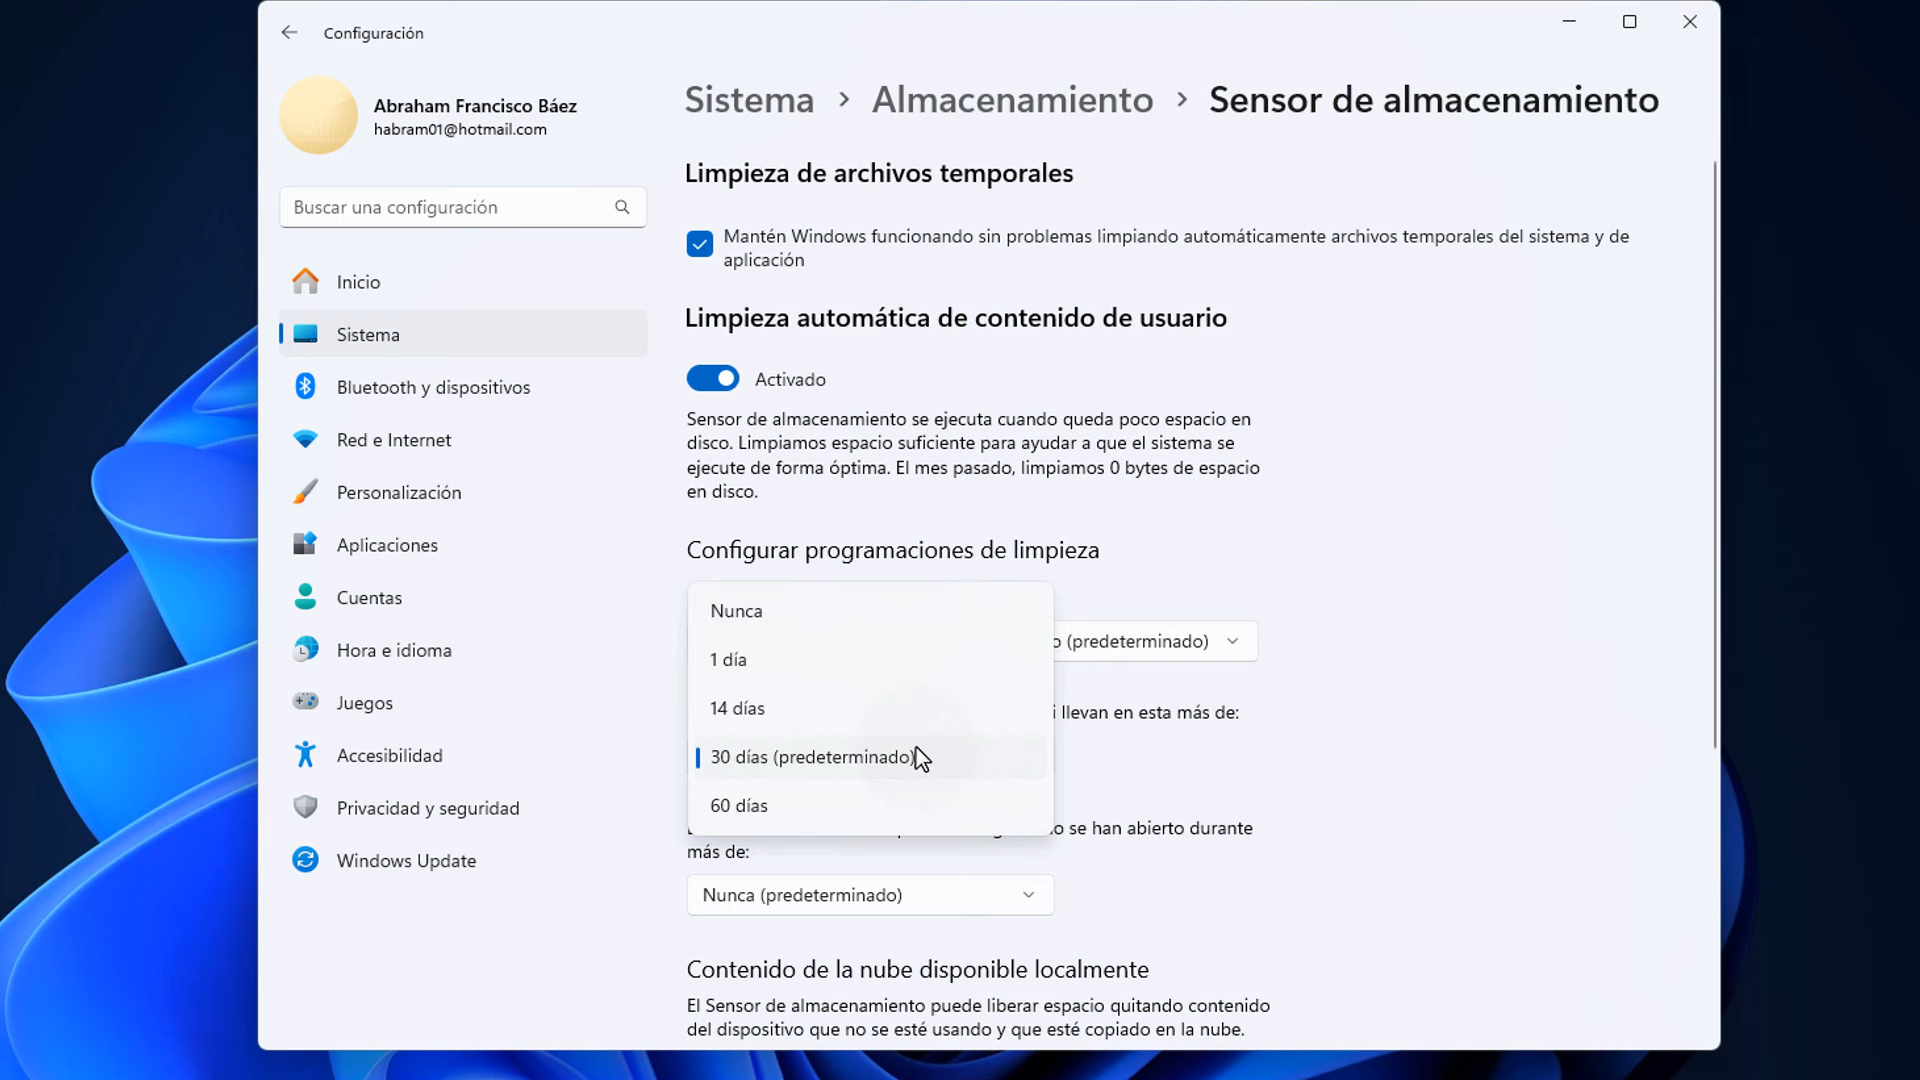 Configuración
Abraham Francisco Báez
habram01@hotmail.com
Buscar una configuración
Inicio
Sistema
Bluetooth y dispositivos
Red e Internet
Personalización
Aplicaciones
Cuentas
Hora e idioma
Juegos
Accesibilidad
Privacidad y seguridad
Windows Update
Sistema > Almacenamiento > Sensor de almacenamiento
Limpieza de archivos temporales
Mantén Windows funcionando sin problemas limpiando automáticamente archivos temporales del sistema y de
aplicación
Limpieza automática de contenido de usuario
Activado
Sensor de almacenamiento se ejecuta cuando queda poco espacio en
disco. Limpiamos espacio suficiente para ayudar a que el sistema se
ejecute de forma óptima. El mes pasado, limpiamos 0 bytes de espacio
en disco.
Configurar programaciones de limpieza
Nunca
(predeterminado)
1 día
14 días
llevan en esta más de:
30 días (predeterminado)
60 días
se han abierto durante
más de:
Nunca (predeterminado)
Contenido de la nube disponible localmente
El Sensor de almacenamiento puede liberar espacio quitando contenido
del dispositivo que no se esté usando y que esté copiado en la nube.